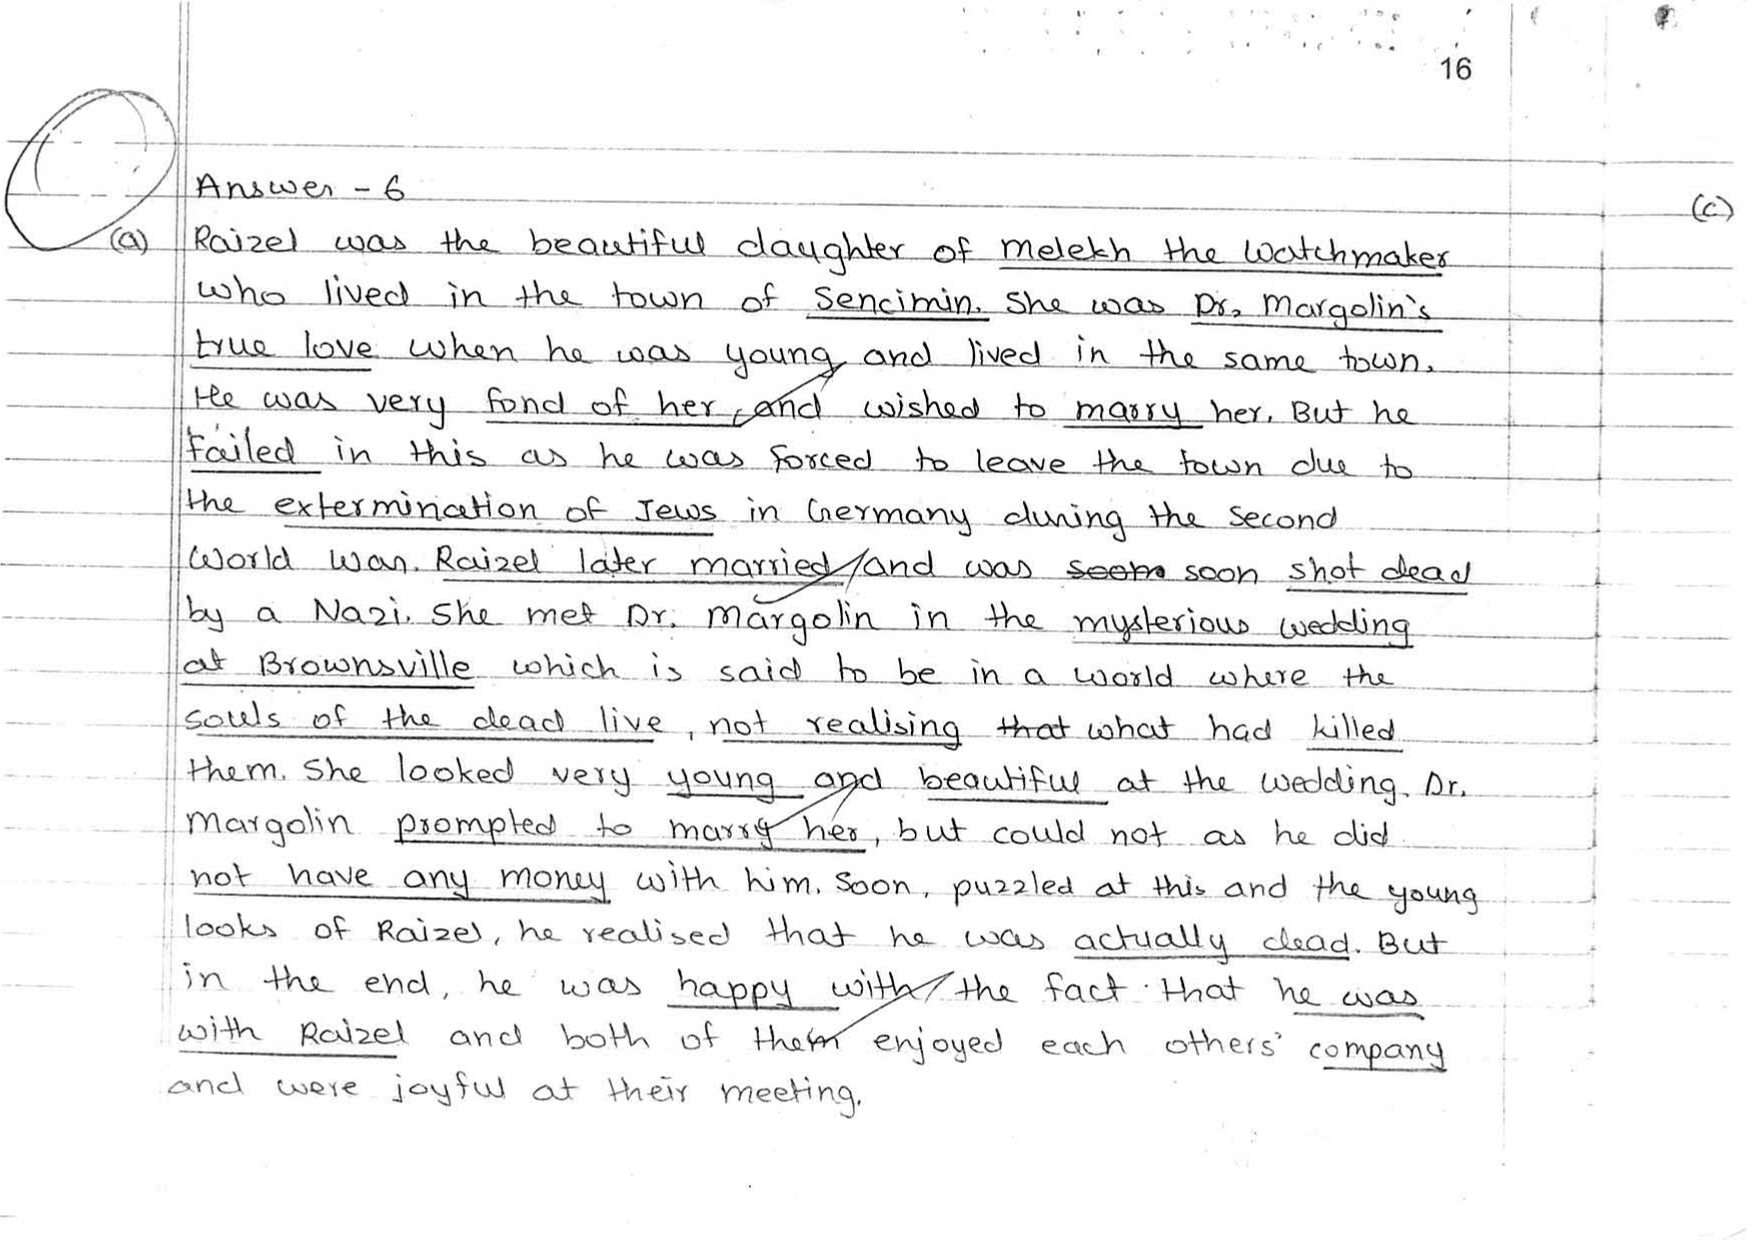 16
Answer - 6
(c)
(a) Raizel was the beautiful daughter of Melekh the Watchmaker
who lived in the town of Sencimin. She was Dr. Margolin's
true love when he was young and lived in the same town.
He was very fond of her, and wished to marry her. But he
failed in this as he was forced to leave the town due to
the extermination of Jews in Germany during the Second
World War. Raizel later married and was seem soon shot dead
by a Nazi. She met Dr. Margolin in the mysterious wedding
at Brownsville which is said to be in a world where the
souls of the dead live, not realising that what had killed
them. She looked very young and beautiful at the wedding. Dr.
Margolin prompted to marry her, but could not as he did
not have any money with him. Soon, puzzled at this and the young
looks of Raizel, he realised that he was actually dead. But
in the end, he was happy with the fact that he was
with Raizel and both of them enjoyed each others' company
and were joyful at their meeting.